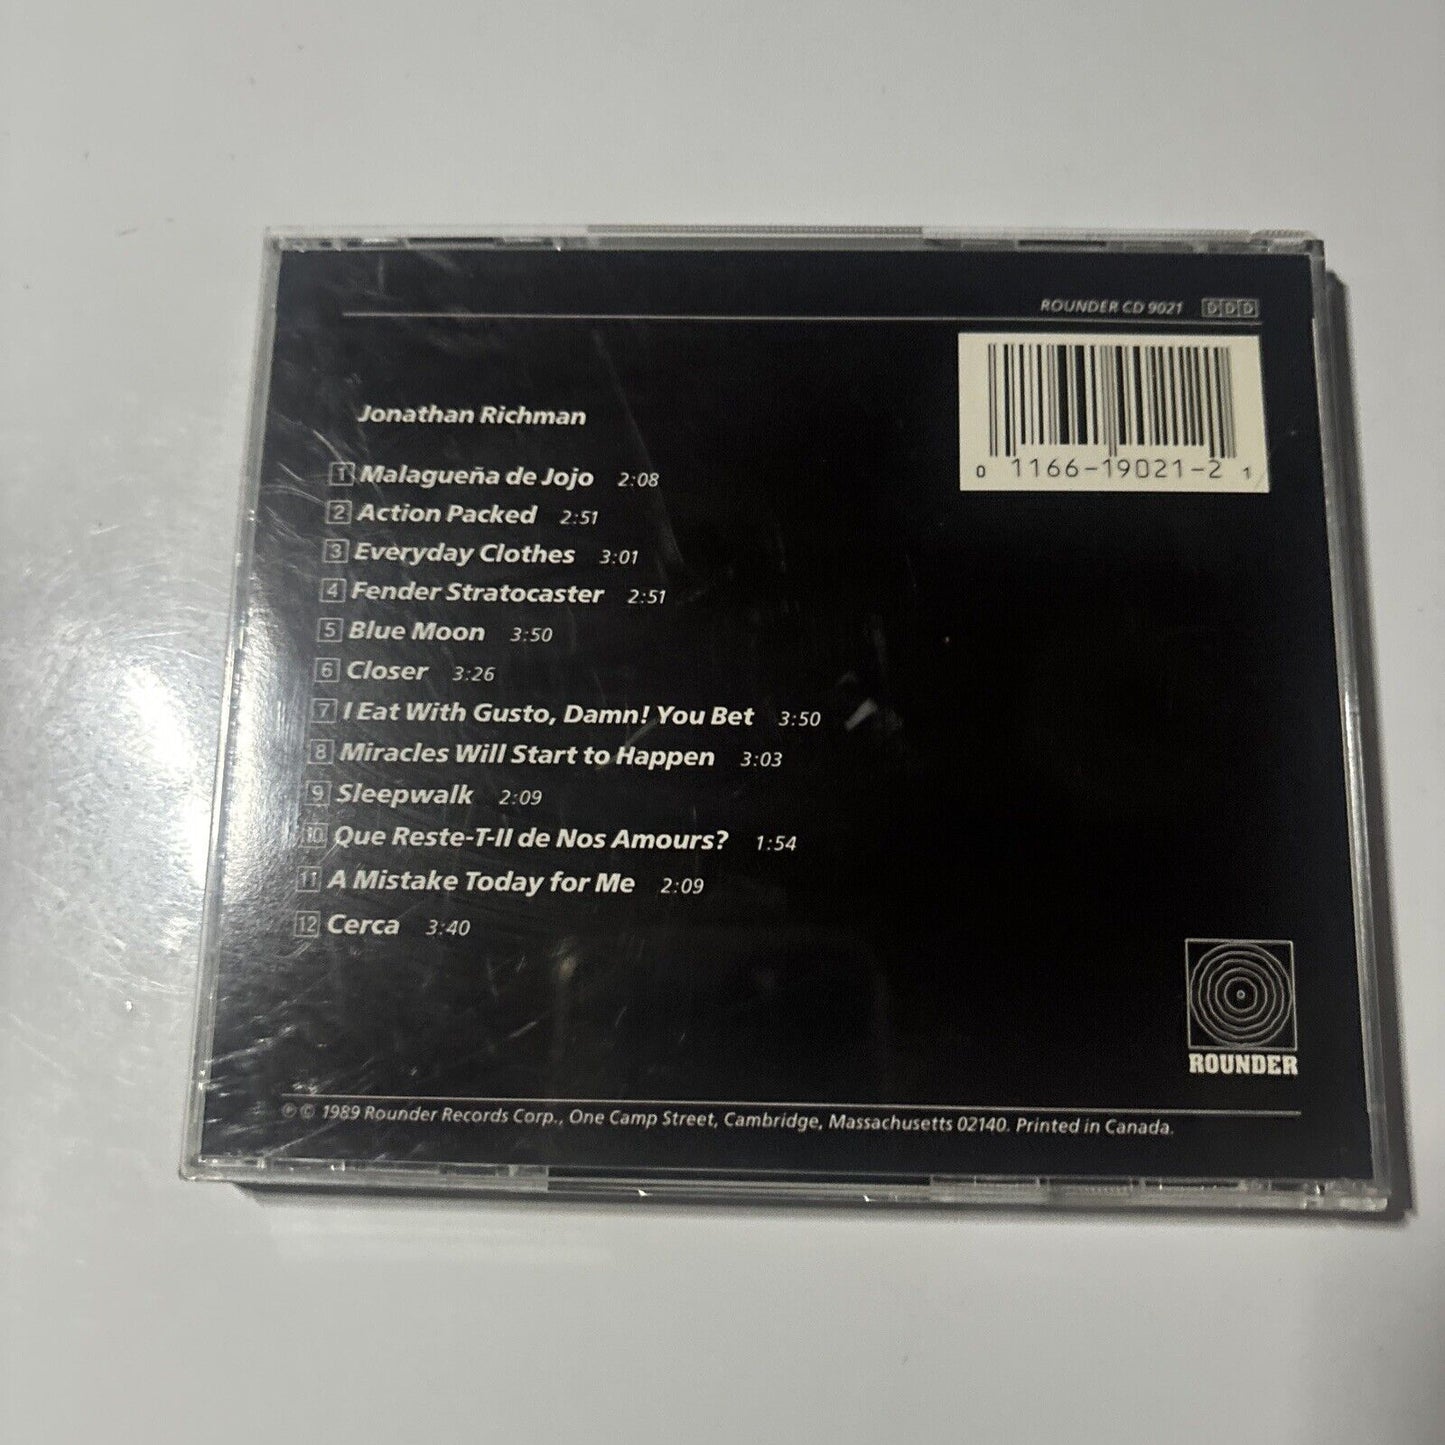 ROUNDER CD 9021 DDD
0 1166-19021-2 1
Jonathan Richman
1 Malagueña de Jojo 2:08
2 Action Packed 2:51
3 Everyday Clothes 3:01
4 Fender Stratocaster 2:51
5 Blue Moon 3:50
6 Closer 3:26
7 I Eat With Gusto, Damn! You Bet 3:50
8 Miracles Will Start to Happen 3:03
9 Sleepwalk 2:09
10 Que Reste-T-Il de Nos Amours? 1:54
11 A Mistake Today for Me 2:09
12 Cerca 3:40
ROUNDER
℗ © 1989 Rounder Records Corp., One Camp Street, Cambridge, Massachusetts 02140. Printed in Canada.